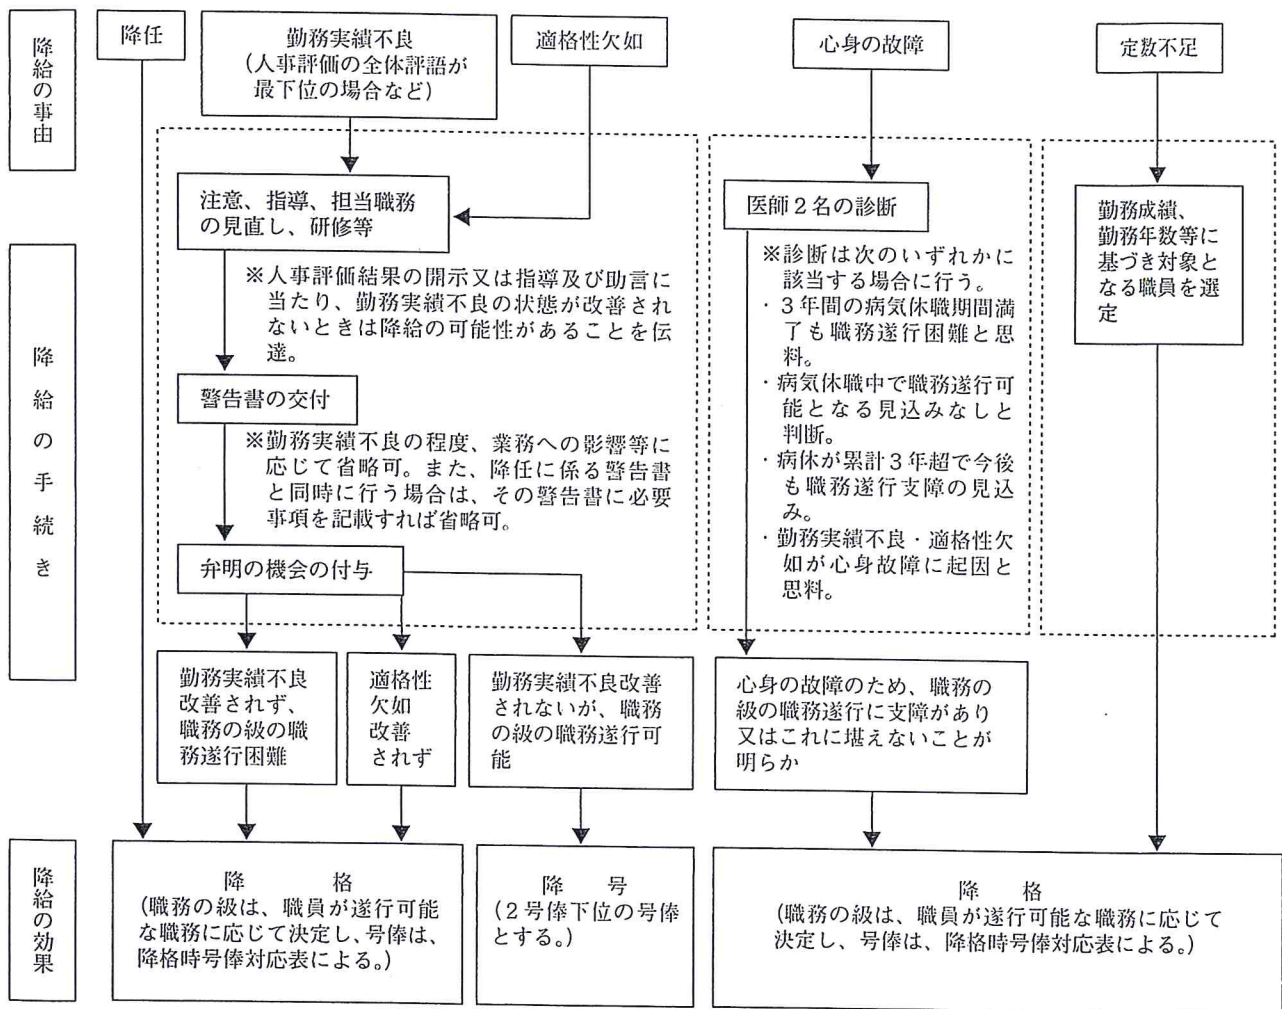 降給の事由
降任
勤務実績不良
（人事評価の全体評語が
最下位の場合など）
適格性欠如
心身の故障
定数不足
降給の手続き
注意、指導、担当職務
の見直し、研修等
※人事評価結果の開示又は指導及び助言に
当たり、勤務実績不良の状態が改善され
ないときは降給の可能性があることを伝
達。
警告書の交付
※勤務実績不良の程度、業務への影響等に
応じて省略可。また、降任に係る警告書
と同時に行う場合は、その警告書に必要
事項を記載すれば省略可。
弁明の機会の付与
医師２名の診断
※診断は次のいずれかに
該当する場合に行う。
・３年間の病気休職期間満
了も職務遂行困難と思
料。
・病気休職中で職務遂行可
能となる見込みなしと
判断。
・病休が累計３年超で今後
も職務遂行支障の見込
み。
・勤務実績不良・適格性欠
如が心身故障に起因と
思料。
勤務成績、
勤務年数等に
基づき対象と
なる職員を選
定
勤務実績不良
改善されず、
職務の級の職
務遂行困難
適格性
欠如
改善
されず
勤務実績不良改善
されないが、職務
の級の職務遂行可
能
心身の故障のため、職務の
級の職務遂行に支障があり
又はこれに堪えないことが
明らか
降給の効果
降　格
（職務の級は、職員が遂行可能
な職務に応じて決定し、号俸は、
降格時号俸対応表による。）
降　号
（２号俸下位の号俸
とする。）
降　格
（職務の級は、職員が遂行可能な職務に応じて
決定し、号俸は、降格時号俸対応表による。）